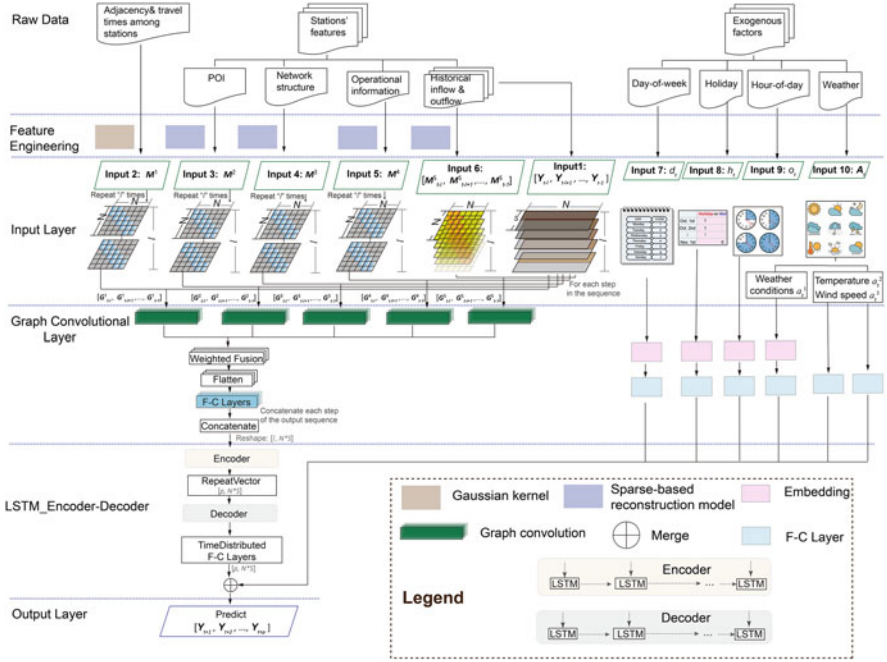 Raw Data
Adjacency& travel
times among
stations
Stations'
features
Exogenous
factors
POI
Network
structure
Operational
information
Historical
inflow &
outflow
Day-of-week
Holiday
Hour-of-day
Weather
Feature
Engineering
Input 2: M¹
Input 3: M²
Input 4: M³
Input 5: M⁴
Input 6:
Input1:
Input 7: d
Input 8: h
Input 9: o
Input 10: A
Repeat "l" times
Repeat "l" times
Repeat "l" times
Repeat "l" times
Input Layer
For each step
in the sequence
Weather
conditions
Temperature
Wind speed
Graph Convolutional
Layer
Weighted Fusion
Flatten
F-C Layers
Concatenate each step
of the output sequence
Concatenate
Reshape: [l, N*S]
Encoder
RepeatVector
[p, N*S]
LSTM_Encoder-Decoder
Decoder
TimeDistributed
F-C Layers
[p, N*S]
Output Layer
Predict
Gaussian kernel
Sparse-based
reconstruction model
Embedding
Graph convolution
Merge
F-C Layer
Legend
Encoder
LSTM LSTM ... LSTM
Decoder
LSTM LSTM ... LSTM